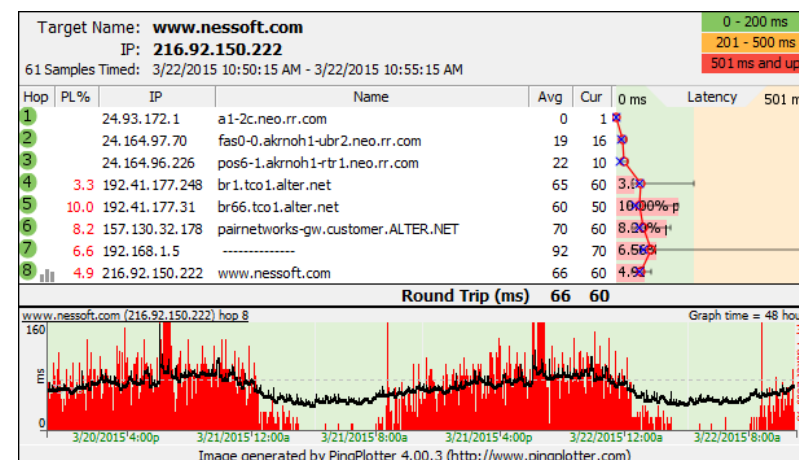 Target Name: www.nessoft.com
IP: 216.92.150.222
61 Samples Timed: 3/22/2015 10:50:15 AM - 3/22/2015 10:55:15 AM
0 - 200 ms
201 - 500 ms
501 ms and up
Hop PL% IP Name Avg Cur 0 ms Latency 501 m
1 24.93.172.1 a1-2c.neo.rr.com 0 1
2 24.164.97.70 fas0-0.akrnoh1-ubr2.neo.rr.com 19 16
3 24.164.96.226 pos6-1.akrnoh1-rtr1.neo.rr.com 22 10
4 3.3 192.41.177.248 br1.tco1.alter.net 65 60
5 10.0 192.41.177.31 br66.tco1.alter.net 60 50
6 8.2 157.130.32.178 pairnetworks-gw.customer.ALTER.NET 70 60
7 6.6 192.168.1.5 -------------- 92 70
8 4.9 216.92.150.222 www.nessoft.com 66 60
Round Trip (ms) 66 60
www.nessoft.com (216.92.150.222) hop 8 Graph time = 48 hou
160
ms
0
3/20/2015 4:00p 3/21/2015 12:00a 3/21/2015 8:00a 3/21/2015 4:00p 3/22/2015 12:00a 3/22/2015 8:00a
Image generated by PingPlotter 4.00.3 (http://www.pingplotter.com)